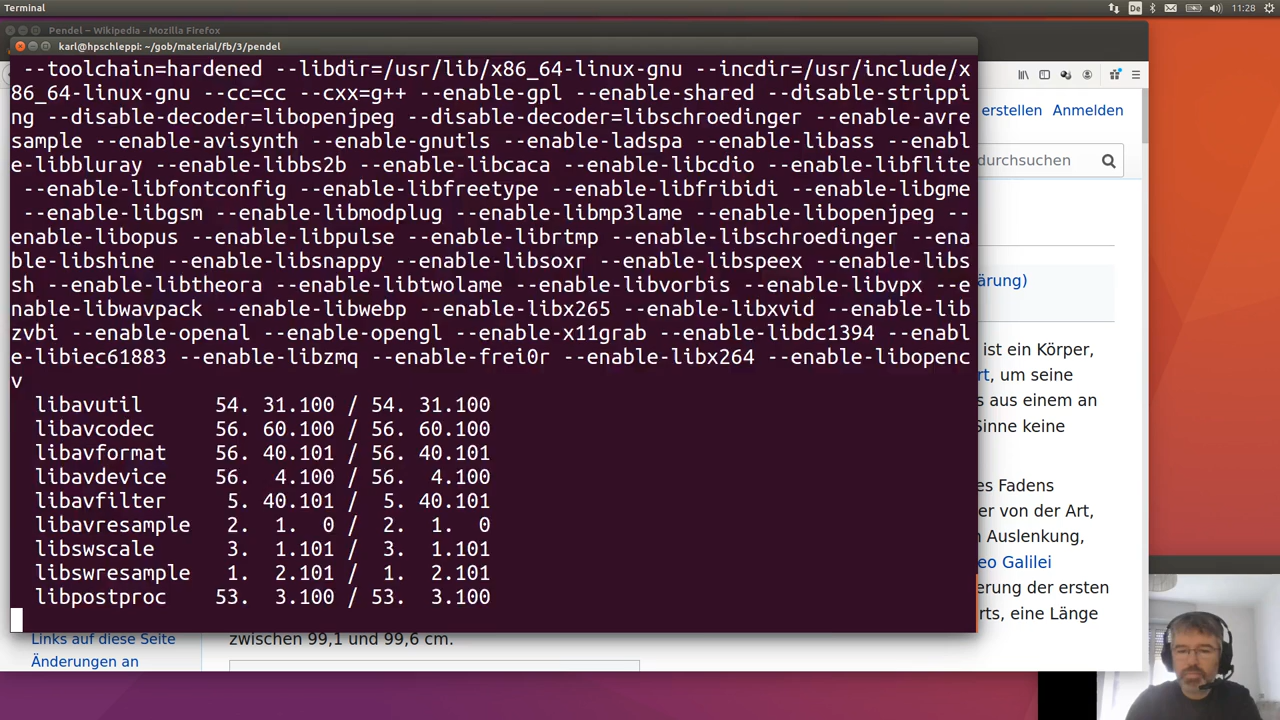 Terminal
De
11:28
Pendel – Wikipedia - Mozilla Firefox
karl@hpschleppi: ~/gob/material/fb/3/pendel
--toolchain=hardened --libdir=/usr/lib/x86_64-linux-gnu --incdir=/usr/include/x
86_64-linux-gnu --cc=cc --cxx=g++ --enable-gpl --enable-shared --disable-strippi
ng --disable-decoder=libopenjpeg --disable-decoder=libschroedinger --enable-avre
sample --enable-avisynth --enable-gnutls --enable-ladspa --enable-libass --enabl
e-libbluray --enable-libbs2b --enable-libcaca --enable-libcdio --enable-libflite
--enable-libfontconfig --enable-libfreetype --enable-libfribidi --enable-libgme
--enable-libgsm --enable-libmodplug --enable-libmp3lame --enable-libopenjpeg --
enable-libopus --enable-libpulse --enable-librtmp --enable-libschroedinger --ena
ble-libshine --enable-libsnappy --enable-libsoxr --enable-libspeex --enable-libs
sh --enable-libtheora --enable-libtwolame --enable-libvorbis --enable-libvpx --e
nable-libwavpack --enable-libwebp --enable-libx265 --enable-libxvid --enable-lib
zvbi --enable-openal --enable-opengl --enable-x11grab --enable-libdc1394 --enabl
e-libiec61883 --enable-libzmq --enable-frei0r --enable-libx264 --enable-libopenc
v
libavutil 54. 31.100 / 54. 31.100
libavcodec 56. 60.100 / 56. 60.100
libavformat 56. 40.101 / 56. 40.101
libavdevice 56. 4.100 / 56. 4.100
libavfilter 5. 40.101 / 5. 40.101
libavresample 2. 1. 0 / 2. 1. 0
libswscale 3. 1.101 / 3. 1.101
libswresample 1. 2.101 / 1. 2.101
libpostproc 53. 3.100 / 53. 3.100
erstellen Anmelden
durchsuchen
ärung)
ist ein Körper,
rt, um seine
s aus einem an
Sinne keine
es Fadens
er von der Art,
n Auslenkung,
eo Galilei
erung der ersten
rts, eine Länge
zwischen 99,1 und 99,6 cm.
Links auf diese Seite
Änderungen an